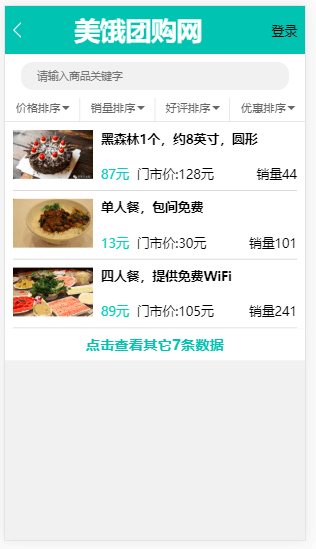 美饿团购网 登录
请输入商品关键字
价格排序 销量排序 好评排序 优惠排序
黑森林1个，约8英寸，圆形
87元 门市价:128元 销量44
单人餐，包间免费
13元 门市价:30元 销量101
四人餐，提供免费WiFi
89元 门市价:105元 销量241
点击查看其它7条数据